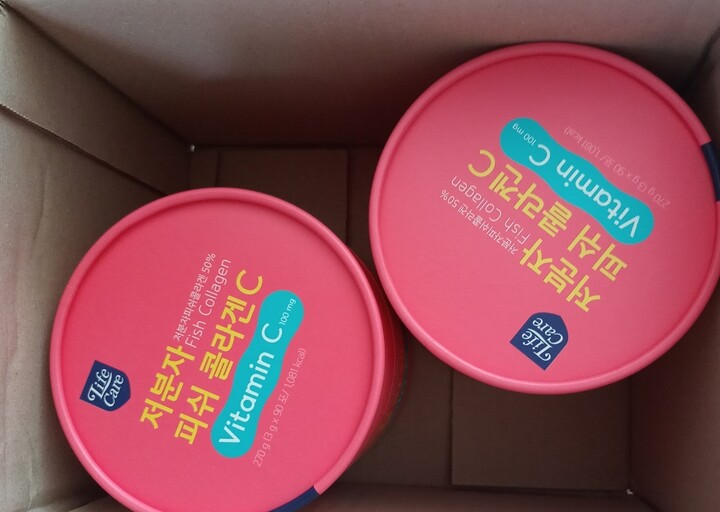 Life
Care
저분자피쉬콜라겐 50%
Fish Collagen
저분자
피쉬 콜라겐 C
Vitamin C 100 mg
270 g (3 g x 90 포/1,081 kcal)
Life
Care
저분자피쉬콜라겐 50%
Fish Collagen
저분자
피쉬 콜라겐 C
Vitamin C 100 mg
270 g (3 g x 90 포/1,081 kcal)